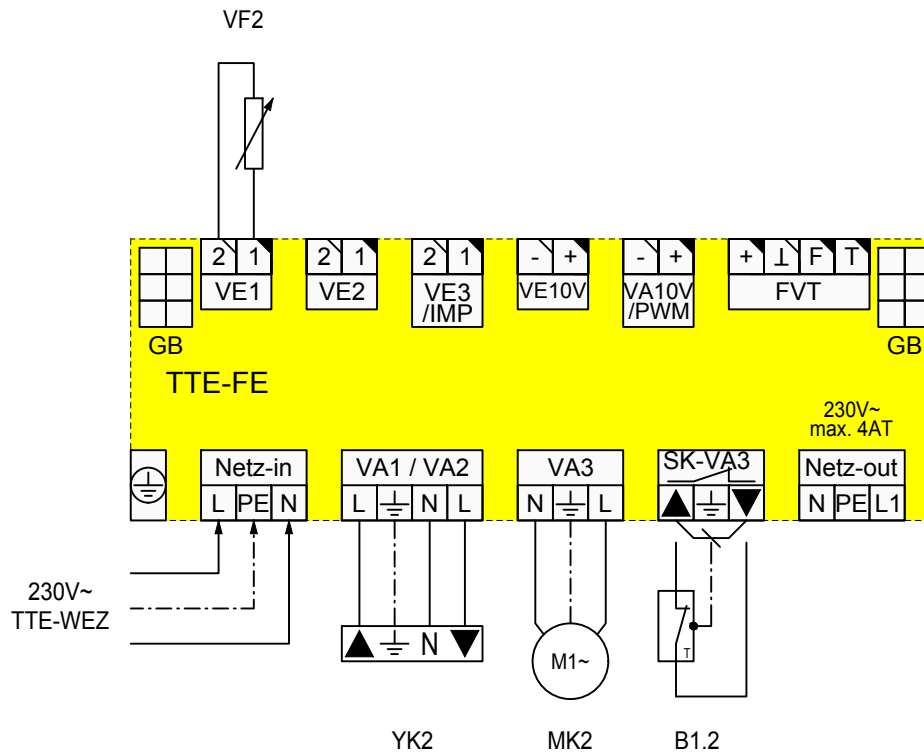 VF2
2 1 2 1 2 1 - + - + + ⊥ F T
VE1 VE2 VE3 /IMP VE10V VA10V /PWM FVT
GB GB
TTE-FE
230V~
max. 4AT
Netz-in VA1 / VA2 VA3 SK-VA3 Netz-out
L PE N L N L N L N PE L1
230V~
TTE-WEZ
N
M1~
T
YK2 MK2 B1.2